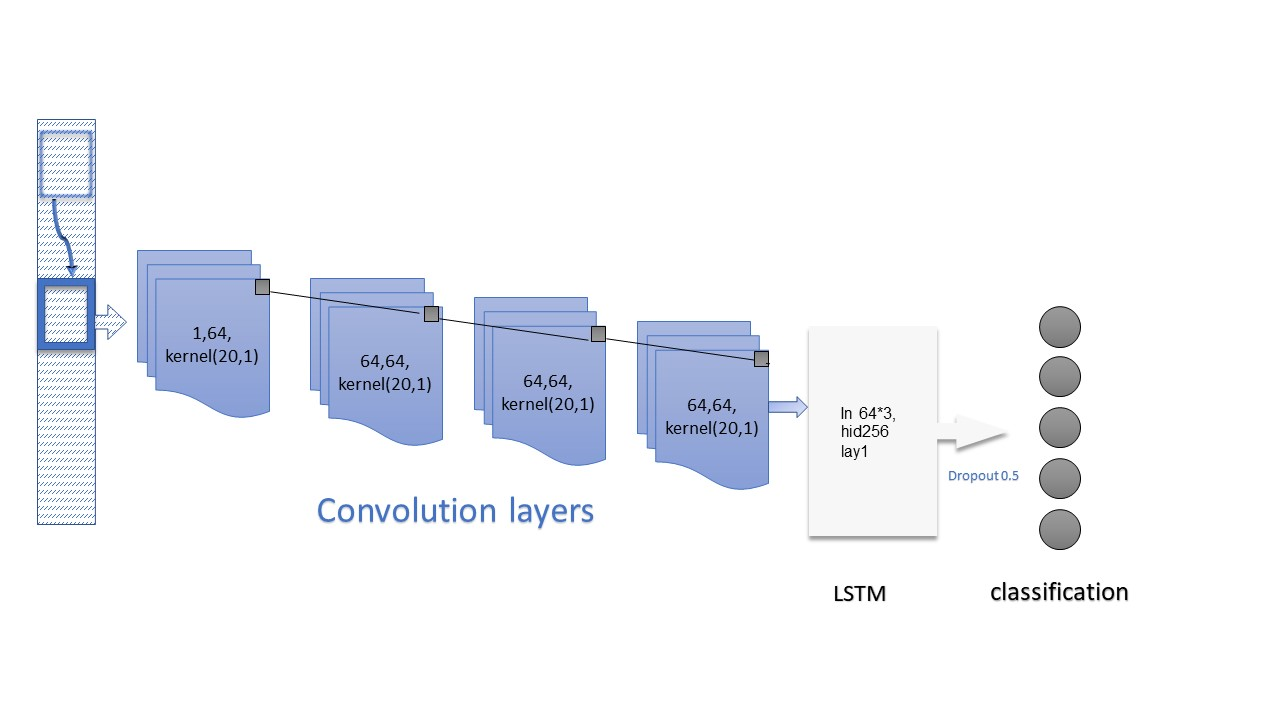 1,64,
kernel(20,1)
64,64,
kernel(20,1)
64,64,
kernel(20,1)
64,64,
kernel(20,1)
In 64*3,
hid256
lay1
Dropout 0.5
Convolution layers
LSTM
classification